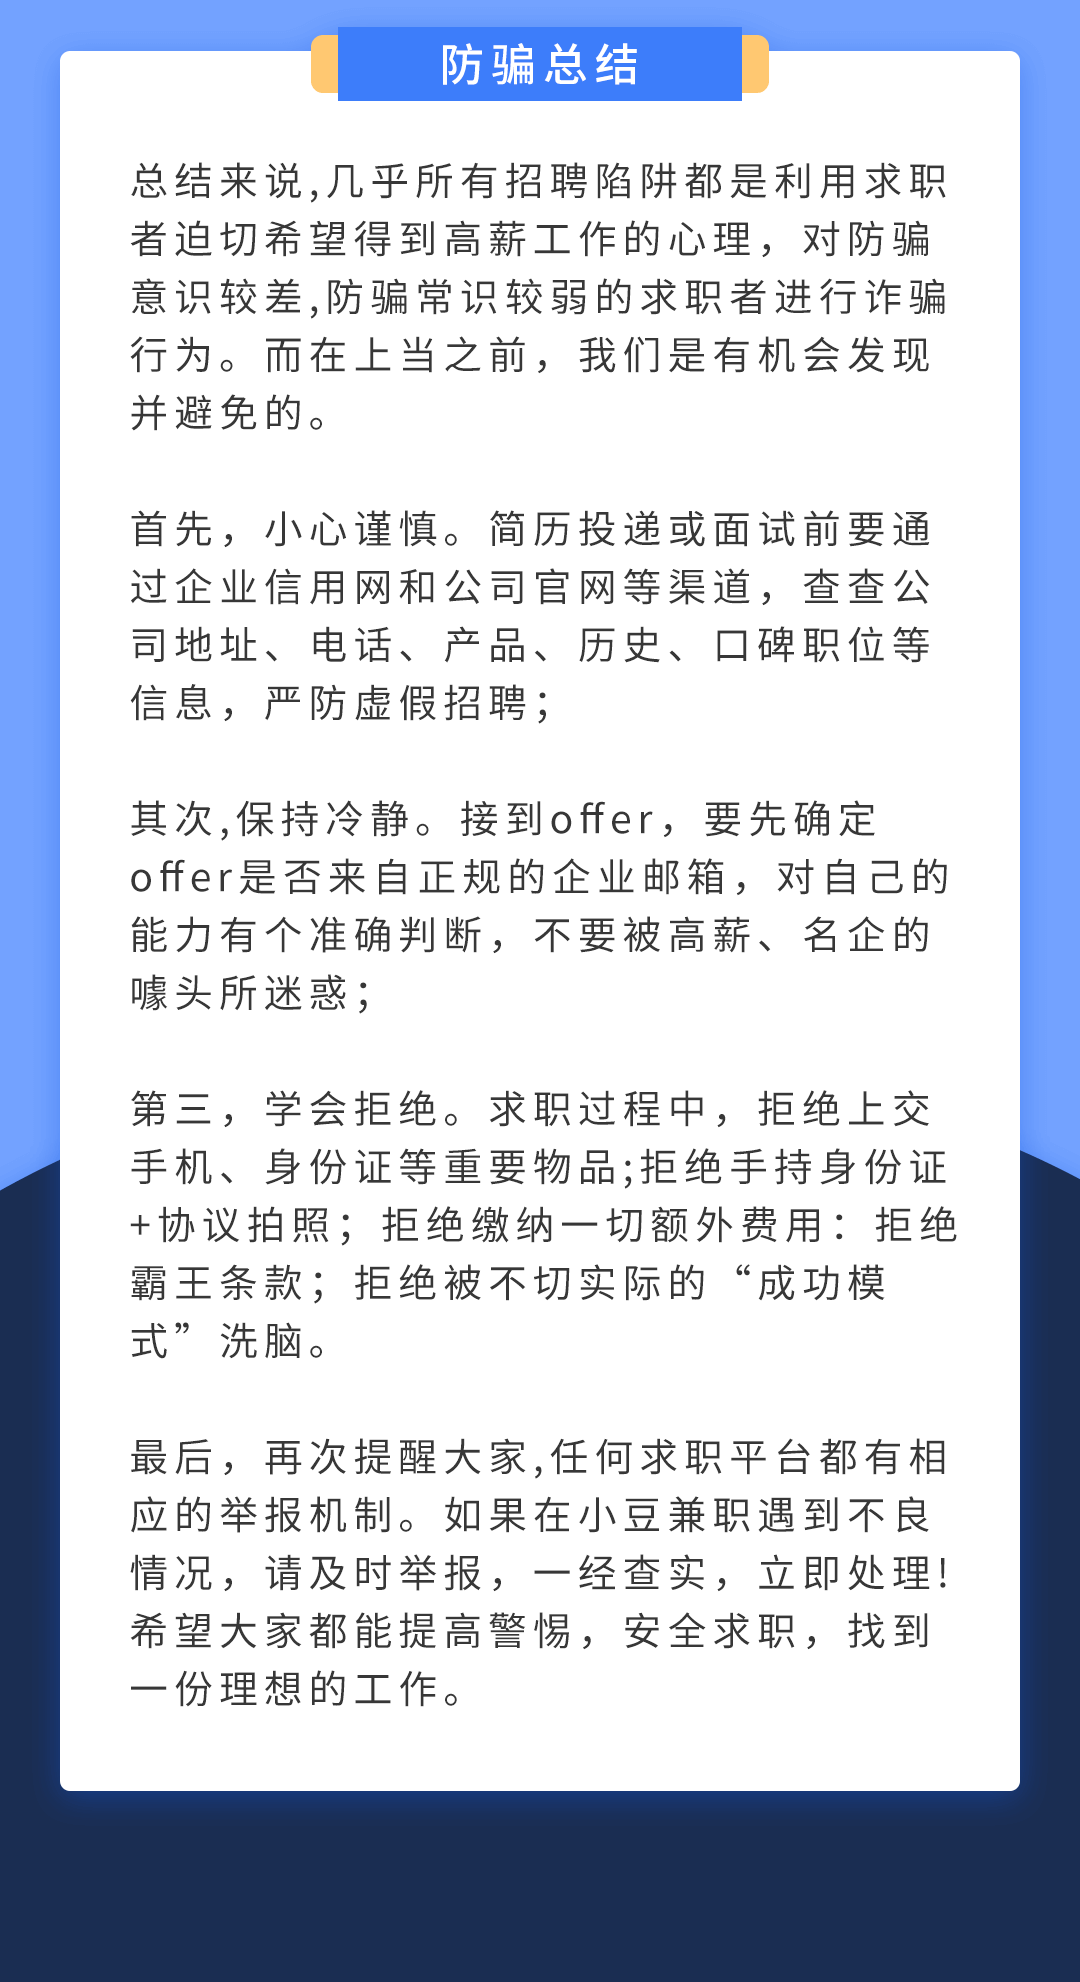 防骗总结
总结来说,几乎所有招聘陷阱都是利用求职
者迫切希望得到高薪工作的心理，对防骗
意识较差,防骗常识较弱的求职者进行诈骗
行为。而在上当之前，我们是有机会发现
并避免的。
首先，小心谨慎。简历投递或面试前要通
过企业信用网和公司官网等渠道，查查公
司地址、电话、产品、历史、口碑职位等
信息，严防虚假招聘；
其次,保持冷静。接到offer，要先确定
offer是否来自正规的企业邮箱，对自己的
能力有个准确判断，不要被高薪、名企的
噱头所迷惑；
第三，学会拒绝。求职过程中，拒绝上交
手机、身份证等重要物品;拒绝手持身份证
+协议拍照；拒绝缴纳一切额外费用：拒绝
霸王条款；拒绝被不切实际的“成功模
式”洗脑。
最后，再次提醒大家,任何求职平台都有相
应的举报机制。如果在小豆兼职遇到不良
情况，请及时举报，一经查实，立即处理!
希望大家都能提高警惕，安全求职，找到
一份理想的工作。